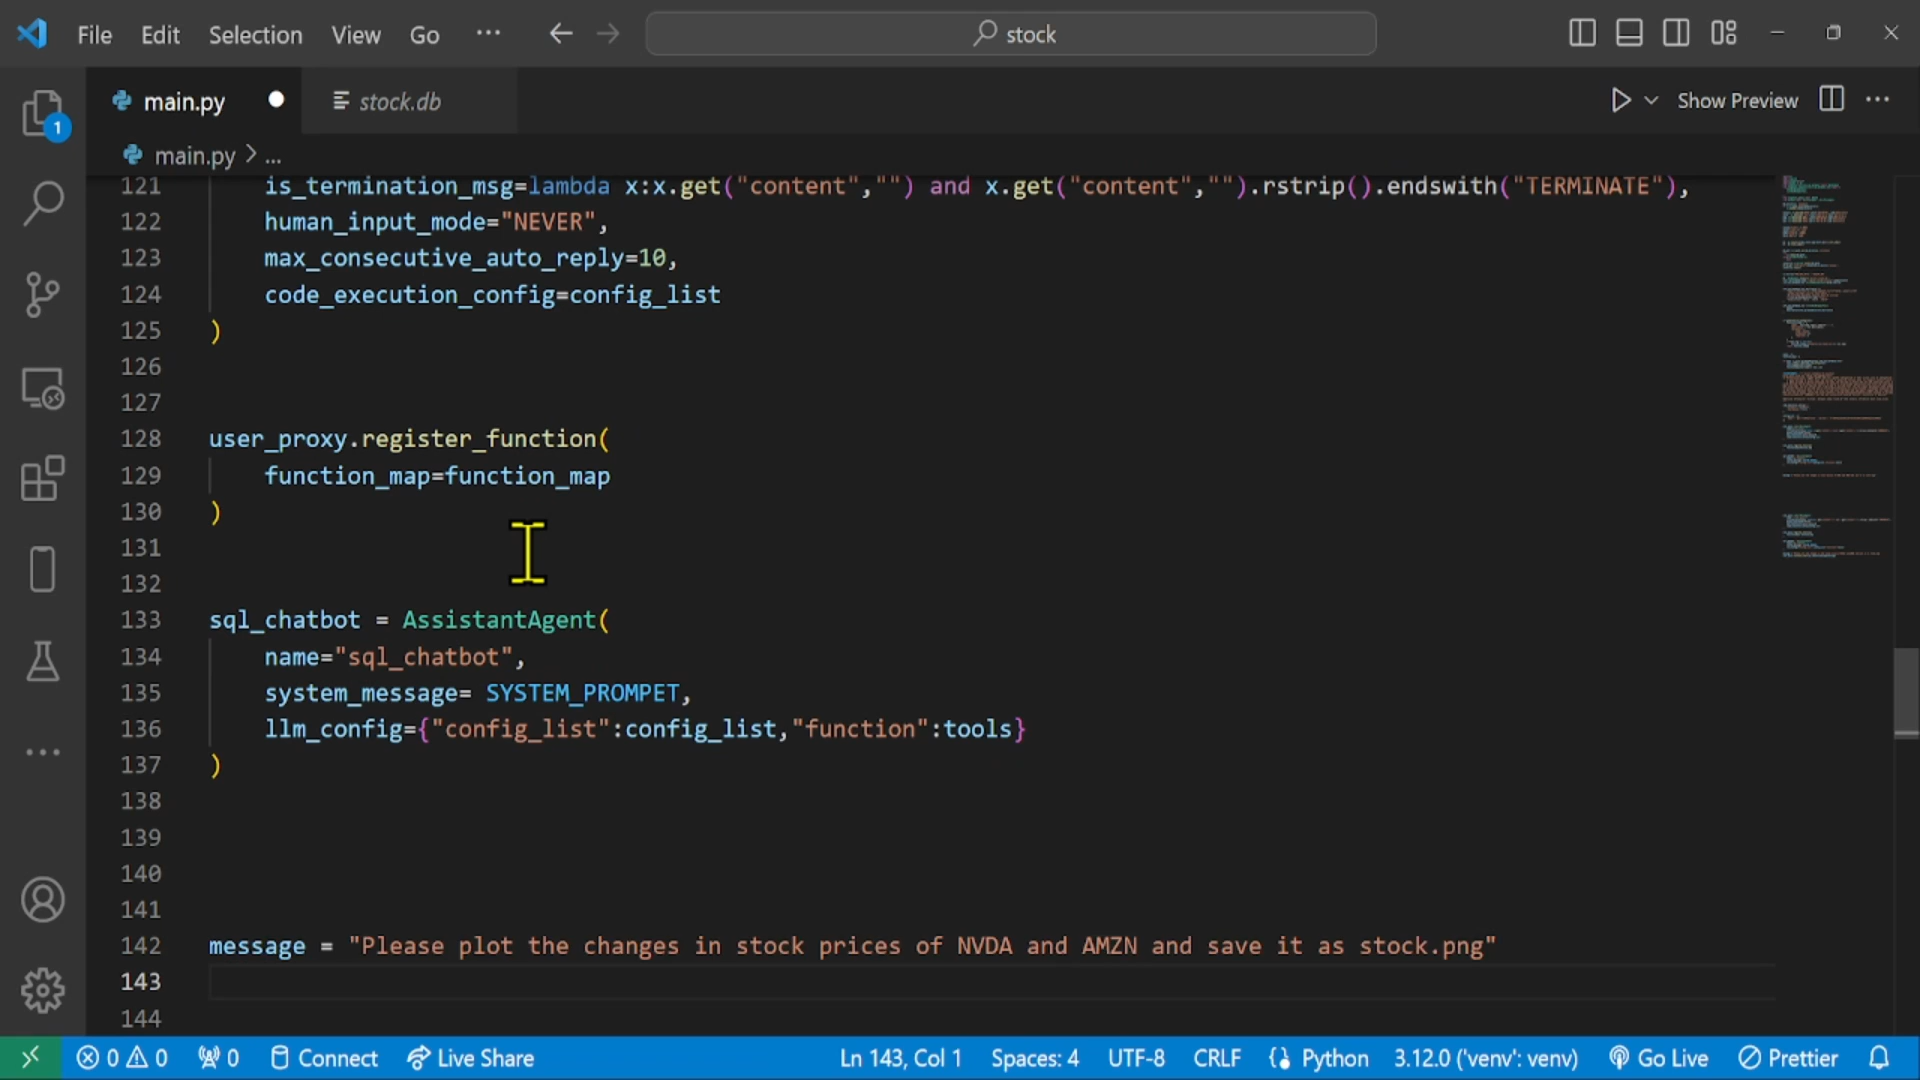 File Edit Selection View Go ... stock
main.py stock.db Show Preview
main.py > ...
121 is_termination_msg=lambda x:x.get("content","") and x.get("content","").rstrip().endswith("TERMINATE"),
122 human_input_mode="NEVER",
123 max_consecutive_auto_reply=10,
124 code_execution_config=config_list
125 )
126
127
128 user_proxy.register_function(
129 function_map=function_map
130 )
131
132
133 sql_chatbot = AssistantAgent(
134 name="sql_chatbot",
135 system_message= SYSTEM_PROMPET,
136 llm_config={"config_list":config_list,"function":tools}
137 )
138
139
140
141
142 message = "Please plot the changes in stock prices of NVDA and AMZN and save it as stock.png"
143
144
1
0 0 0 Connect Live Share Ln 143, Col 1 Spaces: 4 UTF-8 CRLF Python 3.12.0 ('venv': venv) Go Live Prettier